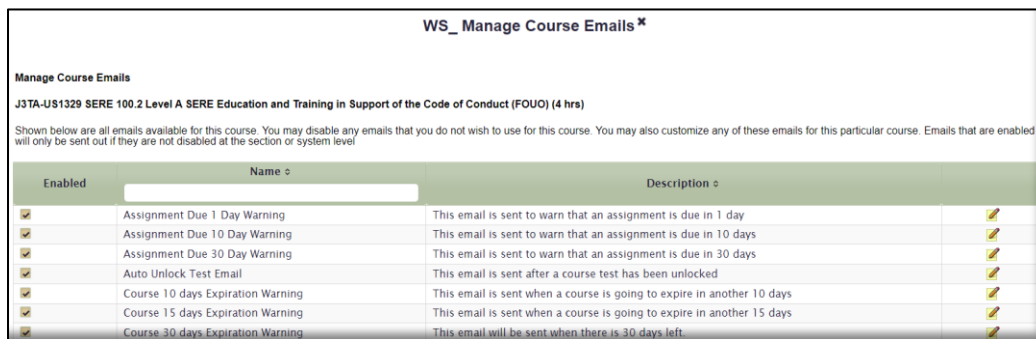 WS_ Manage Course Emails ×
Manage Course Emails
J3TA-US1329 SERE 100.2 Level A SERE Education and Training in Support of the Code of Conduct (FOUO) (4 hrs)
Shown below are all emails available for this course. You may disable any emails that you do not wish to use for this course. You may also customize any of these emails for this particular course. Emails that are enabled
will only be sent out if they are not disabled at the section or system level
Enabled Name Description
Assignment Due 1 Day Warning This email is sent to warn that an assignment is due in 1 day
Assignment Due 10 Day Warning This email is sent to warn that an assignment is due in 10 days
Assignment Due 30 Day Warning This email is sent to warn that an assignment is due in 30 days
Auto Unlock Test Email This email is sent after a course test has been unlocked
Course 10 days Expiration Warning This email is sent when a course is going to expire in another 10 days
Course 15 days Expiration Warning This email is sent when a course is going to expire in another 15 days
Course 30 days Expiration Warning This email will be sent when there is 30 days left.